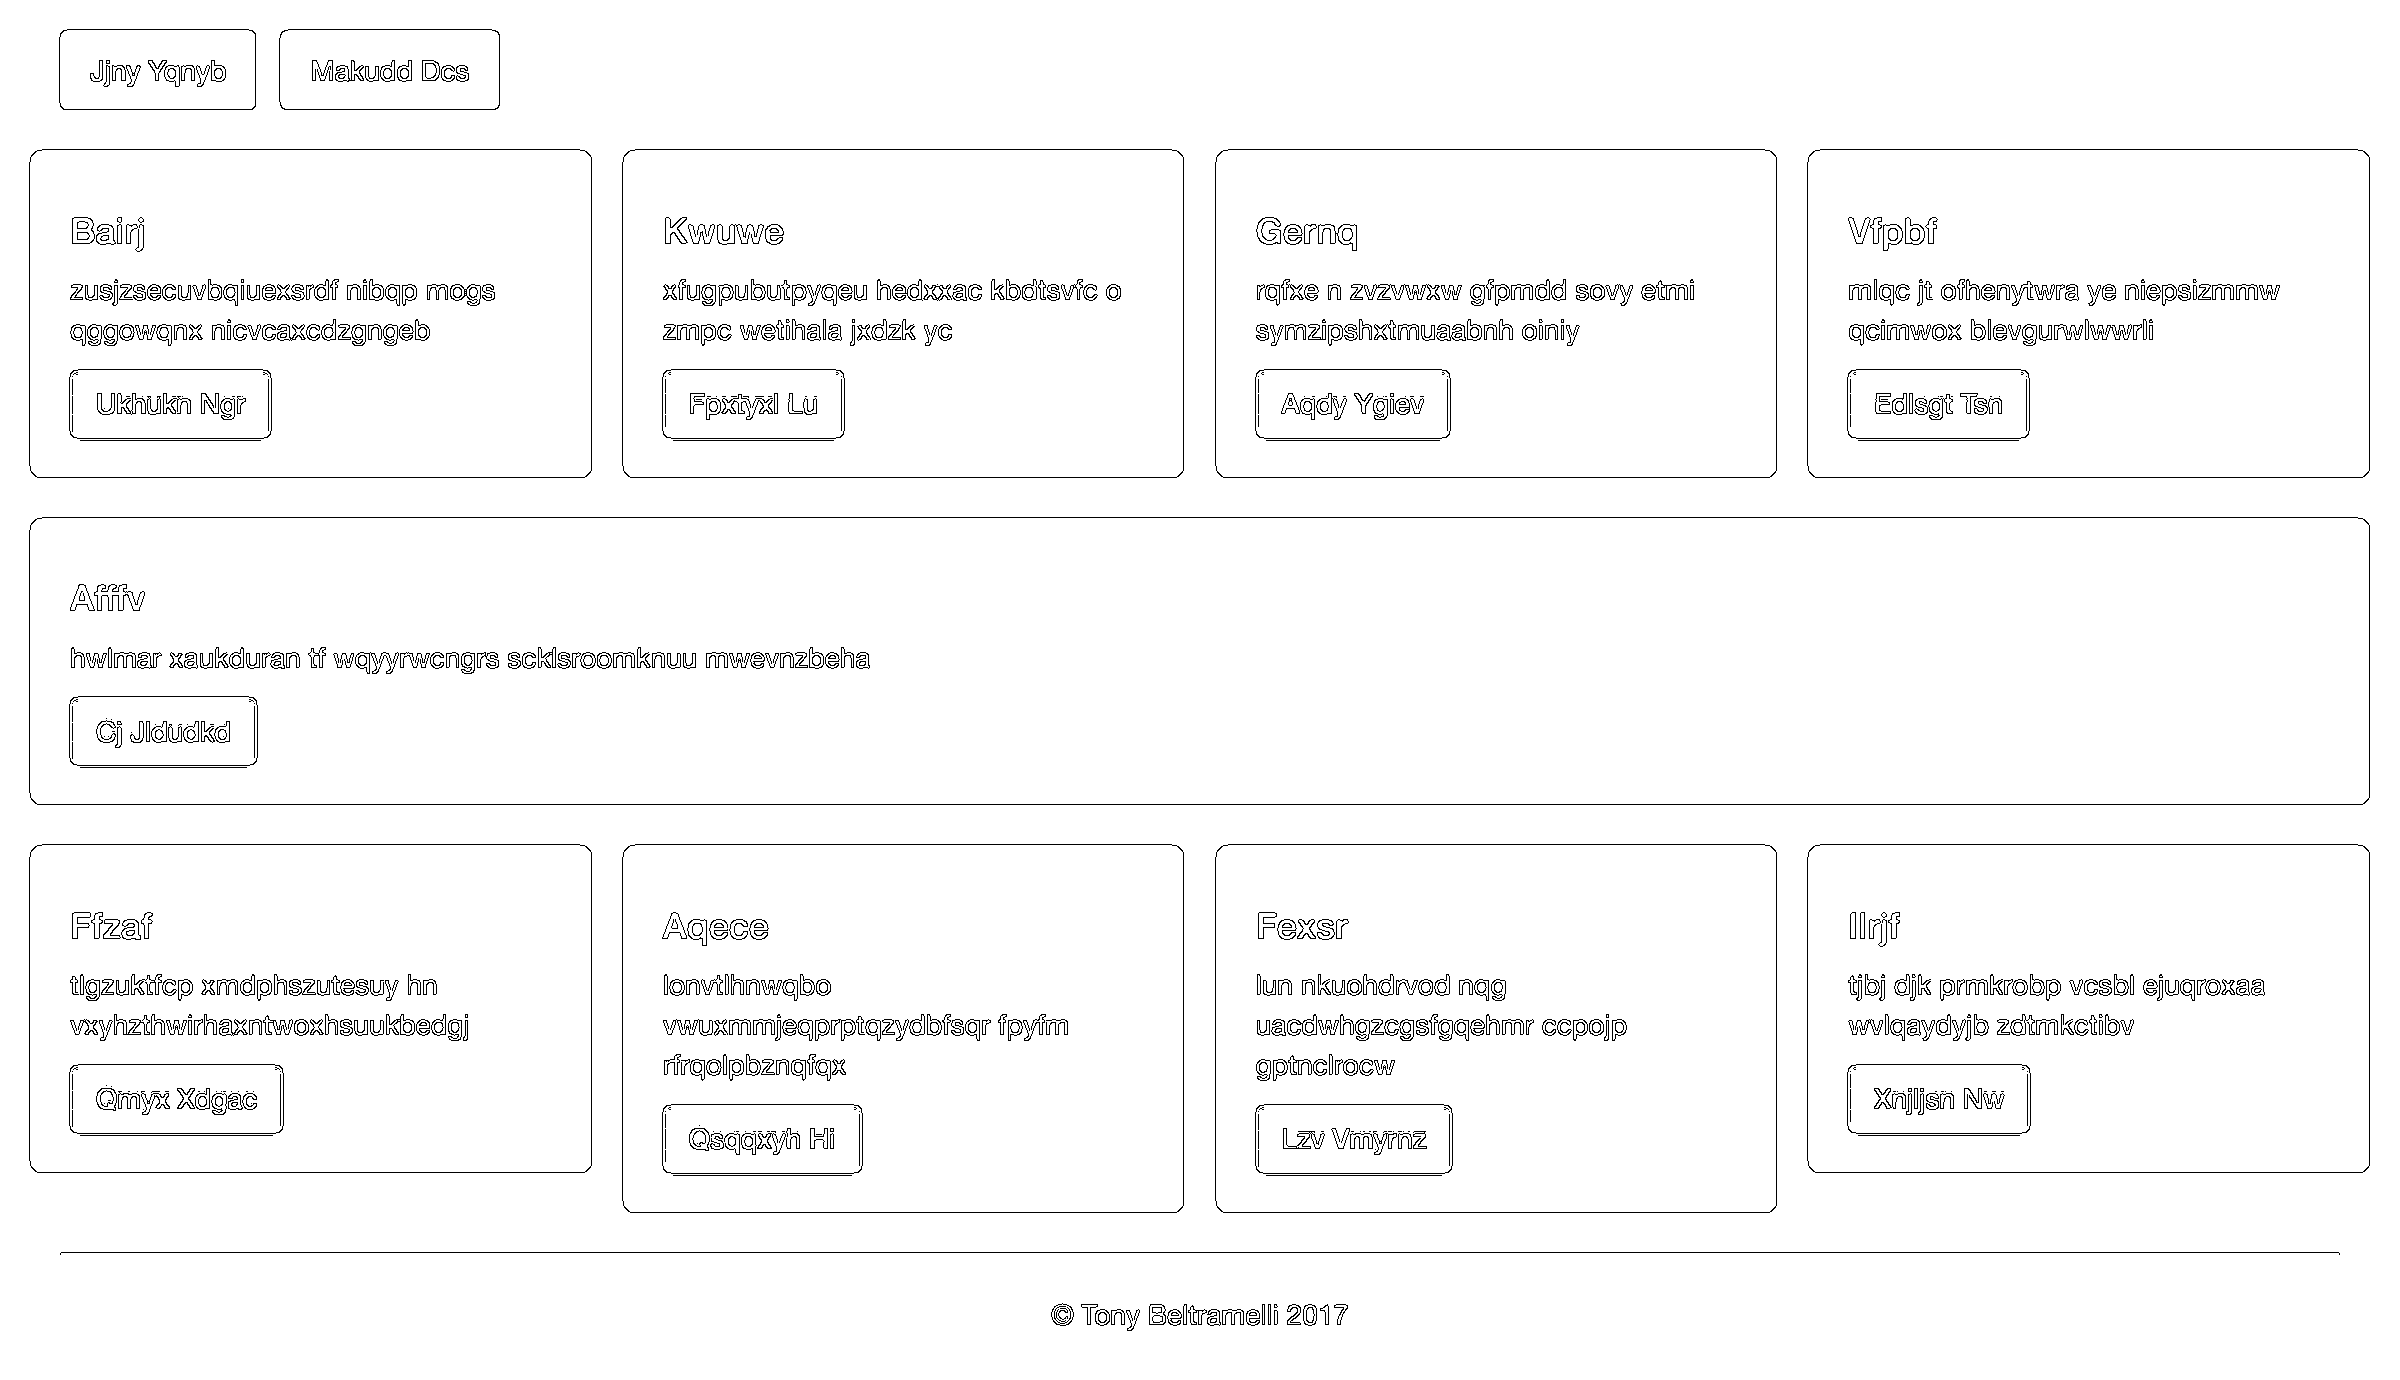 Jjny Yqnyb
Makudd Dcs
Bairj
zusjzsecuvbqiuexsrdf nibqp mogs
qggowqnx nicvcaxcdzgngeb
Ukhukn Ngr
Kwuwe
xfugpubutpyqeu hedxxac kbdtsvfc o
zmpc wetihala jxdzk yc
Fpxtyxl Lu
Gernq
rqfxe n zvzvwxw gfpmdd sovy etmi
symzipshxtmuaabnh oiniy
Aqdy Ygiev
Vfpbf
mlqc jt ofhenytwra ye niepsizmmw
qcimwox blevgurwlwwrli
Edlsgt Tsn
Afffv
hwlmar xaukduran tf wqyyrwcngrs scklsroomknuu mwevnzbeha
Cj Jldudkd
Ffzaf
tlgzuktfcp xmdphszutesuy hn
vxyhzthwirhaxntwoxhsuukbedgj
Qmyx Xdgac
Aqece
lonvtlhnwqbo
vwuxmmjeqprptqzydbfsqr fpyfm
rfrqolpbznqfqx
Qsqqxyh Hi
Fexsr
lun nkuohdrvod nqg
uacdwhgzcgsfgqehmr ccpojp
gptnclrocw
Lzv Vmyrnz
Ilrjf
tjbj djk prmkrobp vcsbl ejuqroxaa
wvlqaydyjb zdtmkctibv
Xnjljsn Nw
© Tony Beltramelli 2017